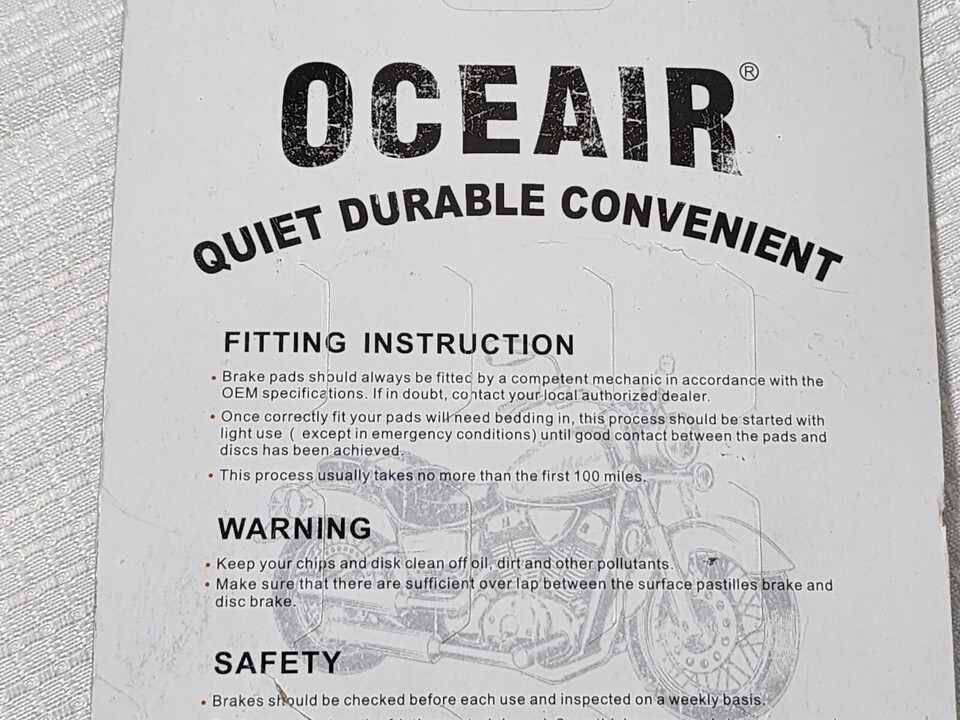 OCEAIR®
QUIET DURABLE CONVENIENT
FITTING INSTRUCTION
• Brake pads should always be fitted by a competent mechanic in accordance with the
OEM specifications. If in doubt, contact your local authorized dealer.
• Once correctly fit your pads will need bedding in, this process should be started with
light use ( except in emergency conditions) until good contact between the pads and
discs has been achieved.
• This process usually takes no more than the first 100 miles.
WARNING
• Keep your chips and disk clean off oil, dirt and other pollutants.
• Make sure that there are sufficient over lap between the surface pastilles brake and
disc brake.
SAFETY
• Brakes should be checked before each use and inspected on a weekly basis.